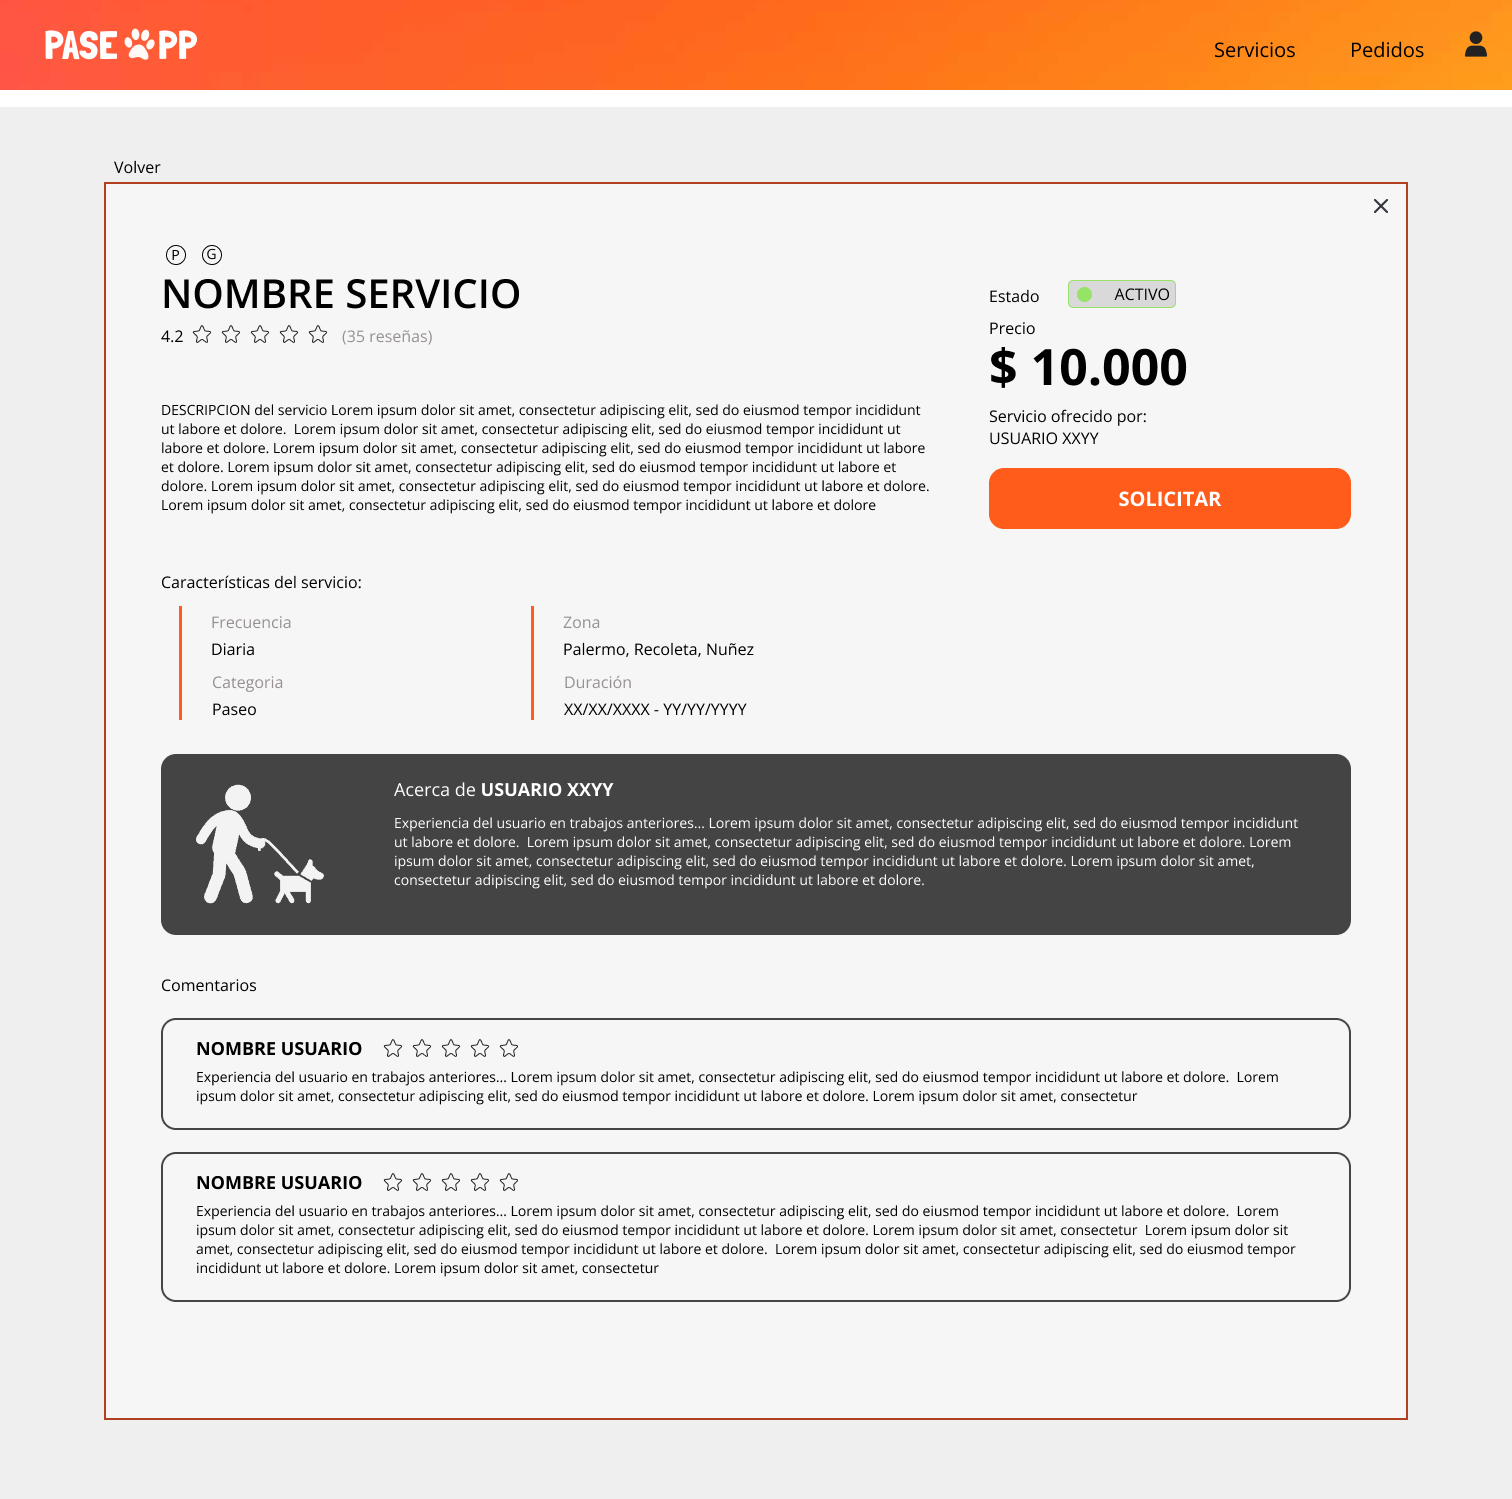 PASE PP
Servicios
Pedidos
Volver
P G
NOMBRE SERVICIO
4.2 (35 reseñas)
Estado ACTIVO
Precio
$ 10.000
Servicio ofrecido por:
USUARIO XXYY
SOLICITAR
DESCRIPCION del servicio Lorem ipsum dolor sit amet, consectetur adipiscing elit, sed do eiusmod tempor incididunt
ut labore et dolore.  Lorem ipsum dolor sit amet, consectetur adipiscing elit, sed do eiusmod tempor incididunt ut
labore et dolore. Lorem ipsum dolor sit amet, consectetur adipiscing elit, sed do eiusmod tempor incididunt ut labore
et dolore. Lorem ipsum dolor sit amet, consectetur adipiscing elit, sed do eiusmod tempor incididunt ut labore et
dolore. Lorem ipsum dolor sit amet, consectetur adipiscing elit, sed do eiusmod tempor incididunt ut labore et dolore.
Lorem ipsum dolor sit amet, consectetur adipiscing elit, sed do eiusmod tempor incididunt ut labore et dolore
Características del servicio:
Frecuencia
Diaria
Categoria
Paseo
Zona
Palermo, Recoleta, Nuñez
Duración
XX/XX/XXXX - YY/YY/YYYY
Acerca de USUARIO XXYY
Experiencia del usuario en trabajos anteriores... Lorem ipsum dolor sit amet, consectetur adipiscing elit, sed do eiusmod tempor incididunt
ut labore et dolore.  Lorem ipsum dolor sit amet, consectetur adipiscing elit, sed do eiusmod tempor incididunt ut labore et dolore. Lorem
ipsum dolor sit amet, consectetur adipiscing elit, sed do eiusmod tempor incididunt ut labore et dolore. Lorem ipsum dolor sit amet,
consectetur adipiscing elit, sed do eiusmod tempor incididunt ut labore et dolore.
Comentarios
NOMBRE USUARIO
Experiencia del usuario en trabajos anteriores... Lorem ipsum dolor sit amet, consectetur adipiscing elit, sed do eiusmod tempor incididunt ut labore et dolore.  Lorem
ipsum dolor sit amet, consectetur adipiscing elit, sed do eiusmod tempor incididunt ut labore et dolore. Lorem ipsum dolor sit amet, consectetur
NOMBRE USUARIO
Experiencia del usuario en trabajos anteriores... Lorem ipsum dolor sit amet, consectetur adipiscing elit, sed do eiusmod tempor incididunt ut labore et dolore.  Lorem
ipsum dolor sit amet, consectetur adipiscing elit, sed do eiusmod tempor incididunt ut labore et dolore. Lorem ipsum dolor sit amet, consectetur  Lorem ipsum dolor sit
amet, consectetur adipiscing elit, sed do eiusmod tempor incididunt ut labore et dolore.  Lorem ipsum dolor sit amet, consectetur adipiscing elit, sed do eiusmod tempor
incididunt ut labore et dolore. Lorem ipsum dolor sit amet, consectetur